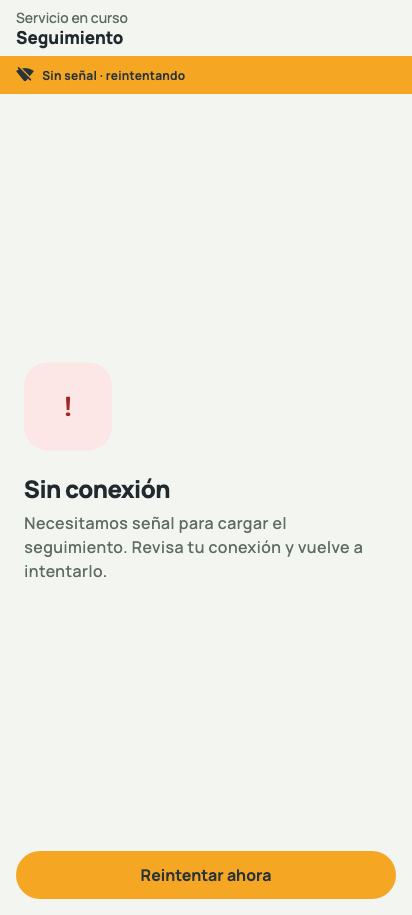 Servicio en curso
Seguimiento
Sin señal · reintentando
!
Sin conexión
Necesitamos señal para cargar el
seguimiento. Revisa tu conexión y vuelve a
intentarlo.
Reintentar ahora